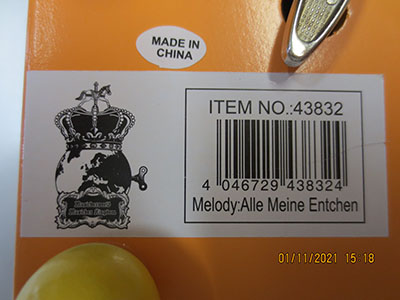 MADE IN
CHINA
ITEM NO.:43832
4 046729 438324
Melody:Alle Meine Entchen
01/11/2021 15:18